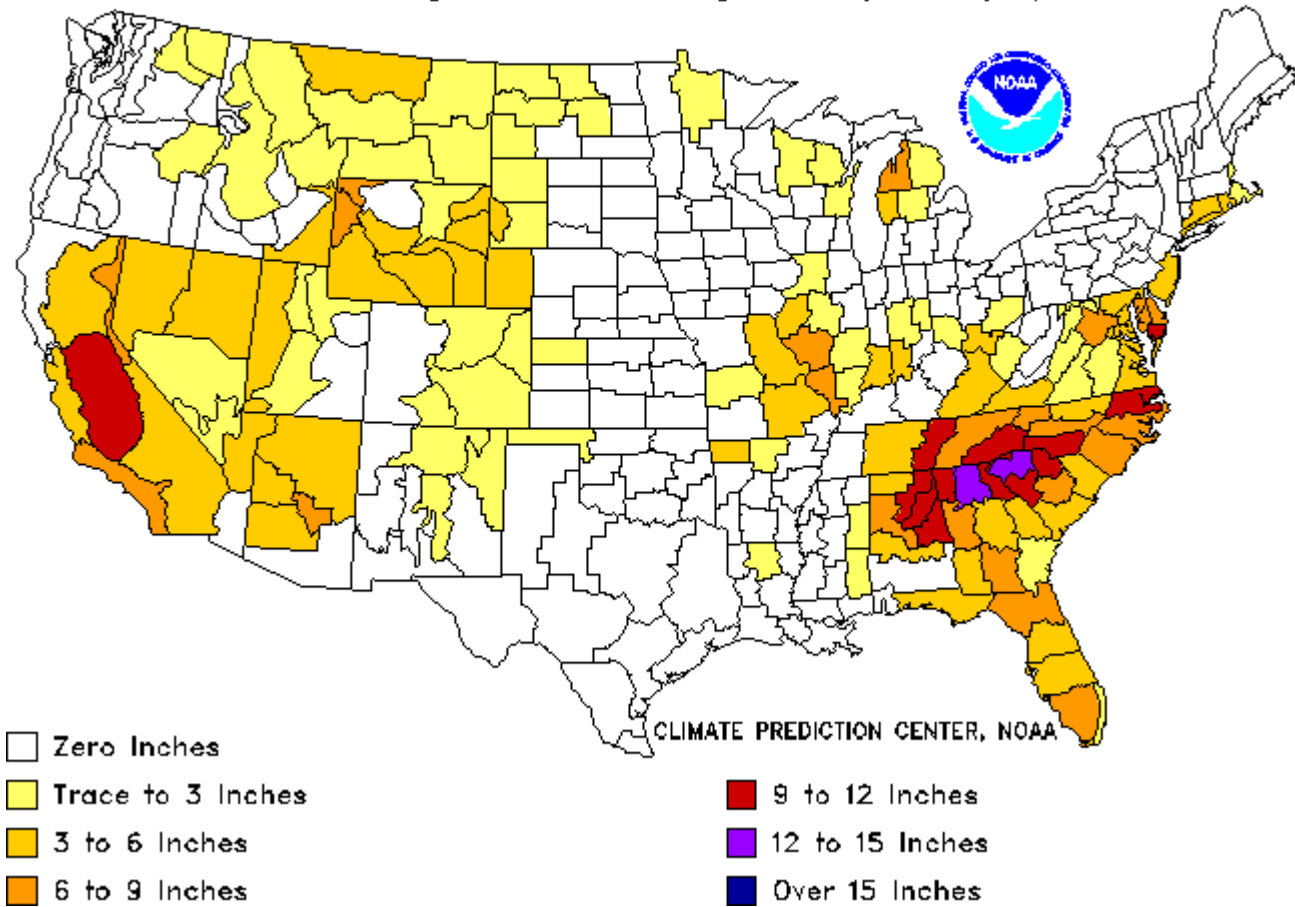 NOAA
CLIMATE PREDICTION CENTER, NOAA
Zero Inches
Trace to 3 Inches
3 to 6 Inches
6 to 9 Inches
9 to 12 Inches
12 to 15 Inches
Over 15 Inches